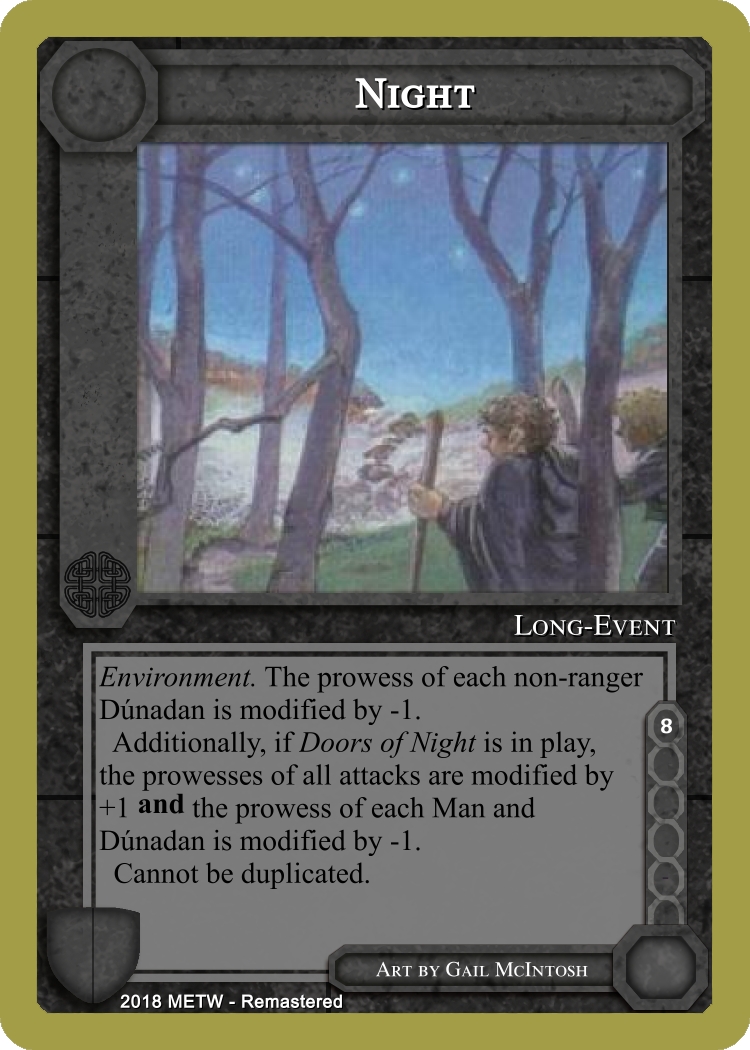 Night
Long-Event
Environment. The prowess of each non-ranger
Dúnadan is modified by -1.
Additionally, if Doors of Night is in play,
the prowesses of all attacks are modified by
+1 and the prowess of each Man and
Dúnadan is modified by -1.
Cannot be duplicated.
8
Art by Gail McIntosh
2018 METW - Remastered